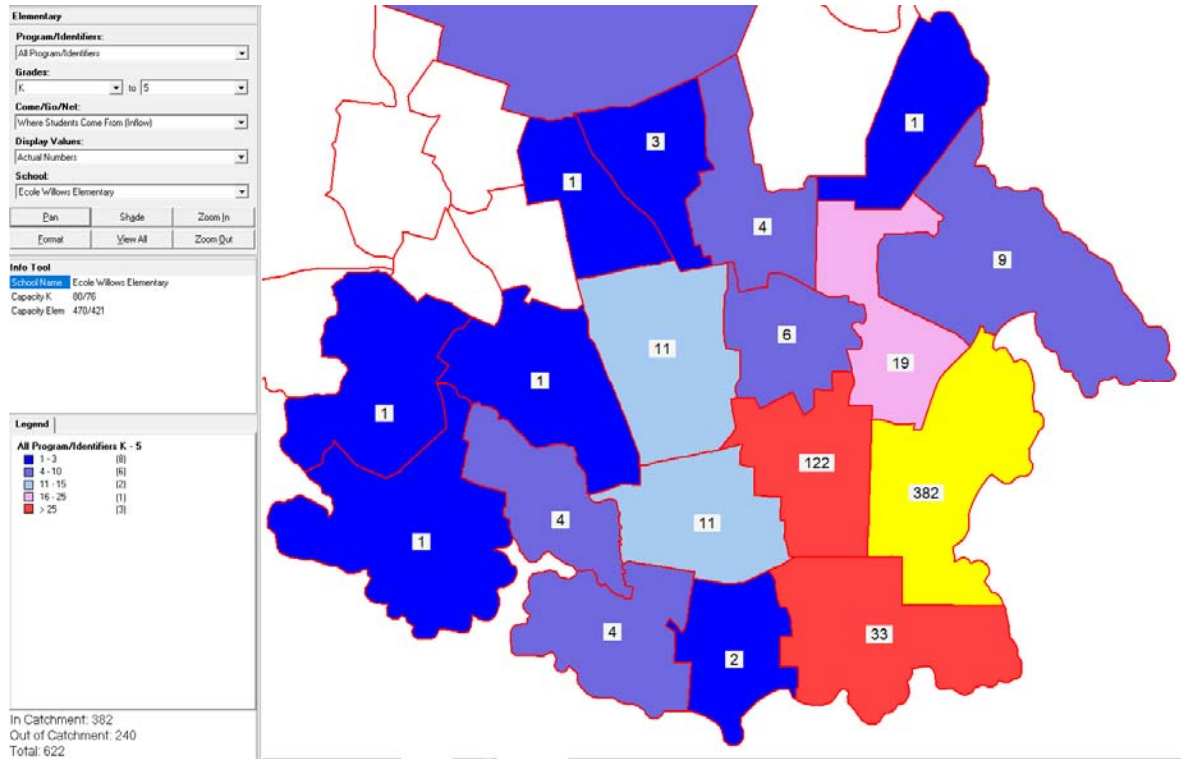 Elementary
Program/Identifiers:
All Program/Identifiers
Grades:
K to 5
Come/Go/Net:
Where Students Come From (Inflow)
Display Values:
Actual Numbers
School:
Ecole Willows Elementary
Pan Shade Zoom In
Format View All Zoom Out
Info Tool
School Name Ecole Willows Elementary
Capacity K 80/76
Capacity Elem 470/421
Legend
All Program/Identifiers K - 5
1 - 3 (8)
4 - 10 (6)
11 - 15 (2)
16 - 25 (1)
> 25 (3)
In Catchment: 382
Out of Catchment: 240
Total: 622
1
3
1
4
9
6
11
19
1
1
122
382
4
11
1
4
33
2